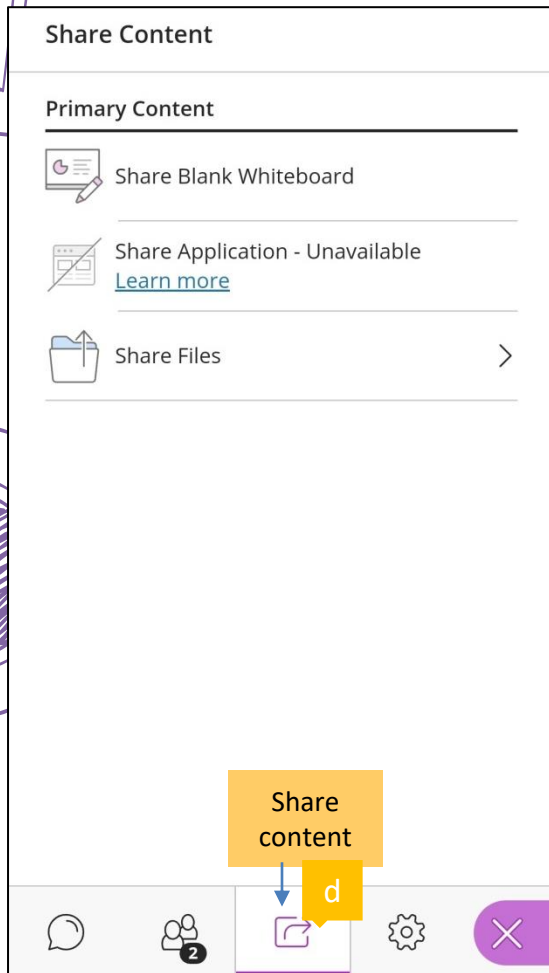 Share Content
Primary Content
Share Blank Whiteboard
Share Application - Unavailable
Learn more
Share Files
Share
content
d
2